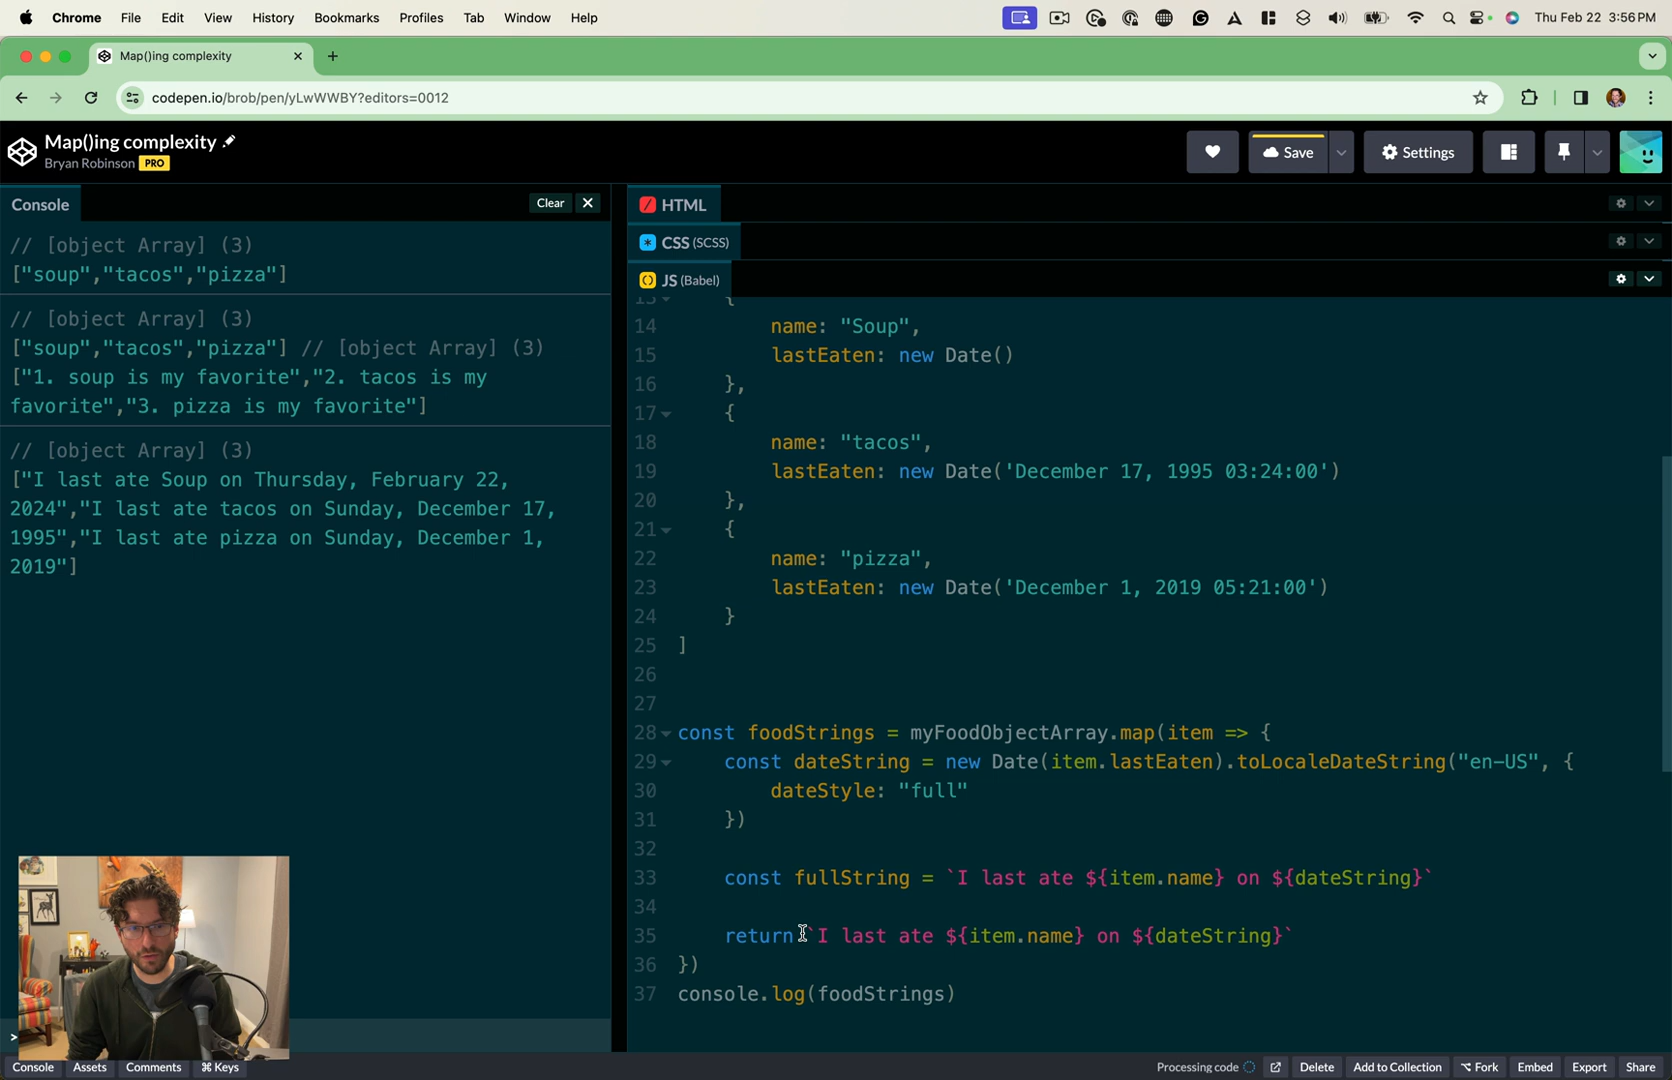 Chrome File Edit View History Bookmarks Profiles Tab Window Help Thu Feb 22 3:56 PM
Map()ing complexity
codepen.io/brob/pen/yLwWWBY?editors=0012
Map()ing complexity
Bryan Robinson PRO
Save
Settings
Console
Clear
// [object Array] (3)
["soup","tacos","pizza"]
// [object Array] (3)
["soup","tacos","pizza"] // [object Array] (3)
["1. soup is my favorite","2. tacos is my
favorite","3. pizza is my favorite"]
// [object Array] (3)
["I last ate Soup on Thursday, February 22,
2024","I last ate tacos on Sunday, December 17,
1995","I last ate pizza on Sunday, December 1,
2019"]
>
HTML
CSS (SCSS)
JS (Babel)
13 {
14 name: "Soup",
15 lastEaten: new Date()
16 },
17 {
18 name: "tacos",
19 lastEaten: new Date('December 17, 1995 03:24:00')
20 },
21 {
22 name: "pizza",
23 lastEaten: new Date('December 1, 2019 05:21:00')
24 }
25 ]
26
27
28 const foodStrings = myFoodObjectArray.map(item => {
29 const dateString = new Date(item.lastEaten).toLocaleDateString("en-US", {
30 dateStyle: "full"
31 })
32
33 const fullString = `I last ate ${item.name} on ${dateString}`
34
35 return `I last ate ${item.name} on ${dateString}`
36 })
37 console.log(foodStrings)
Console Assets Comments ⌘ Keys Processing code Delete Add to Collection ⌥ Fork Embed Export Share